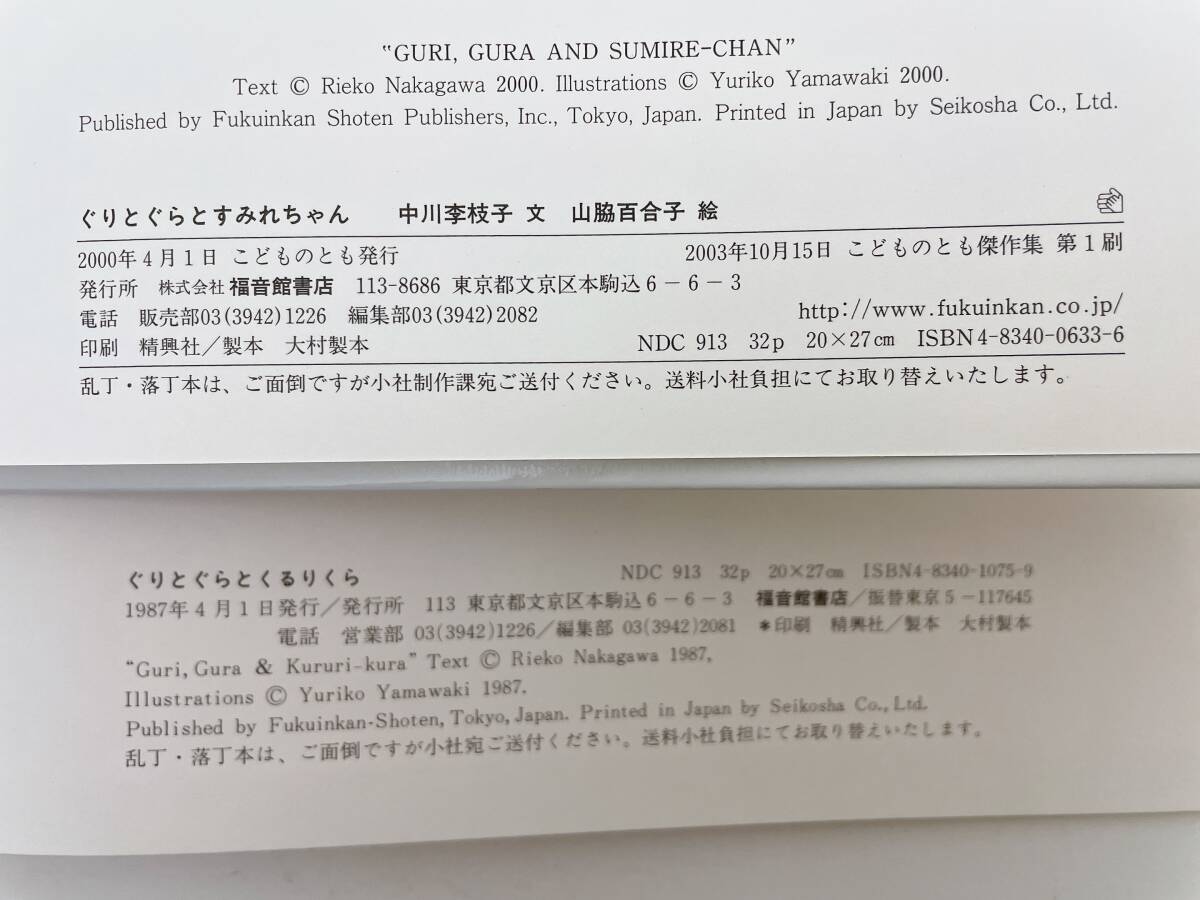 “GURI, GURA AND SUMIRE-CHAN”
Text © Rieko Nakagawa 2000. Illustrations © Yuriko Yamawaki 2000.
Published by Fukuinkan Shoten Publishers, Inc., Tokyo, Japan. Printed in Japan by Seikosha Co., Ltd.
ぐりとぐらとすみれちゃん 中川李枝子 文 山脇百合子 絵
2000年4月1日 こどものとも発行 2003年10月15日 こどものとも傑作集 第1刷
発行所 株式会社 福音館書店 113-8686 東京都文京区本駒込6－6－3
電話 販売部03(3942)1226 編集部03(3942)2082 http://www.fukuinkan.co.jp/
印刷 精興社／製本 大村製本 NDC 913 32p 20×27㎝ ISBN4-8340-0633-6
乱丁・落丁本は、ご面倒ですが小社制作課宛ご送付ください。送料小社負担にてお取り替えいたします。
ぐりとぐらとくるりくら NDC 913 32p 20×27㎝ ISBN4-8340-1075-9
1987年4月1日発行／発行所 113 東京都文京区本駒込6－6－3 福音館書店／振替東京5－117645
電話 営業部 03(3942)1226／編集部 03(3942)2081 *印刷 精興社／製本 大村製本
“Guri, Gura & Kururi-kura” Text © Rieko Nakagawa 1987,
Illustrations © Yuriko Yamawaki 1987.
Published by Fukuinkan-Shoten, Tokyo, Japan. Printed in Japan by Seikosha Co., Ltd.
乱丁・落丁本は、ご面倒ですが小社宛ご送付ください。送料小社負担にてお取り替えいたします。